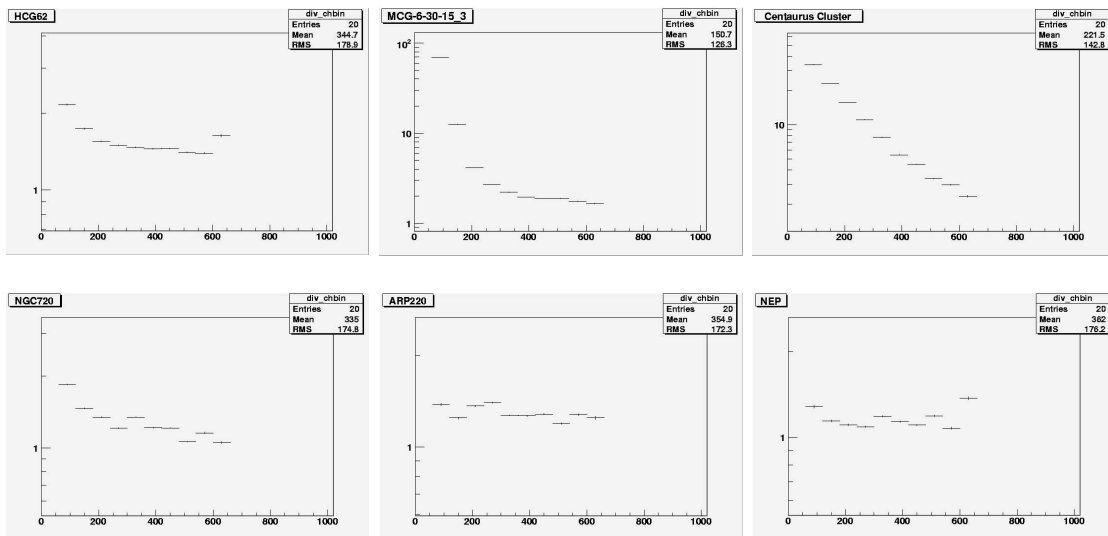 HCG62
div_chbin
Entries 20
Mean 344.7
RMS 178.9
1
0 200 400 600 800 1000
MCG-6-30-15_3
div_chbin
Entries 20
Mean 150.7
RMS 126.3
10²
10
1
0 200 400 600 800 1000
Centaurus Cluster
div_chbin
Entries 20
Mean 221.5
RMS 142.8
10
0 200 400 600 800 1000
NGC720
div_chbin
Entries 20
Mean 335
RMS 174.8
1
0 200 400 600 800 1000
ARP220
div_chbin
Entries 20
Mean 354.9
RMS 172.3
1
0 200 400 600 800 1000
NEP
div_chbin
Entries 20
Mean 362
RMS 176.2
1
0 200 400 600 800 1000